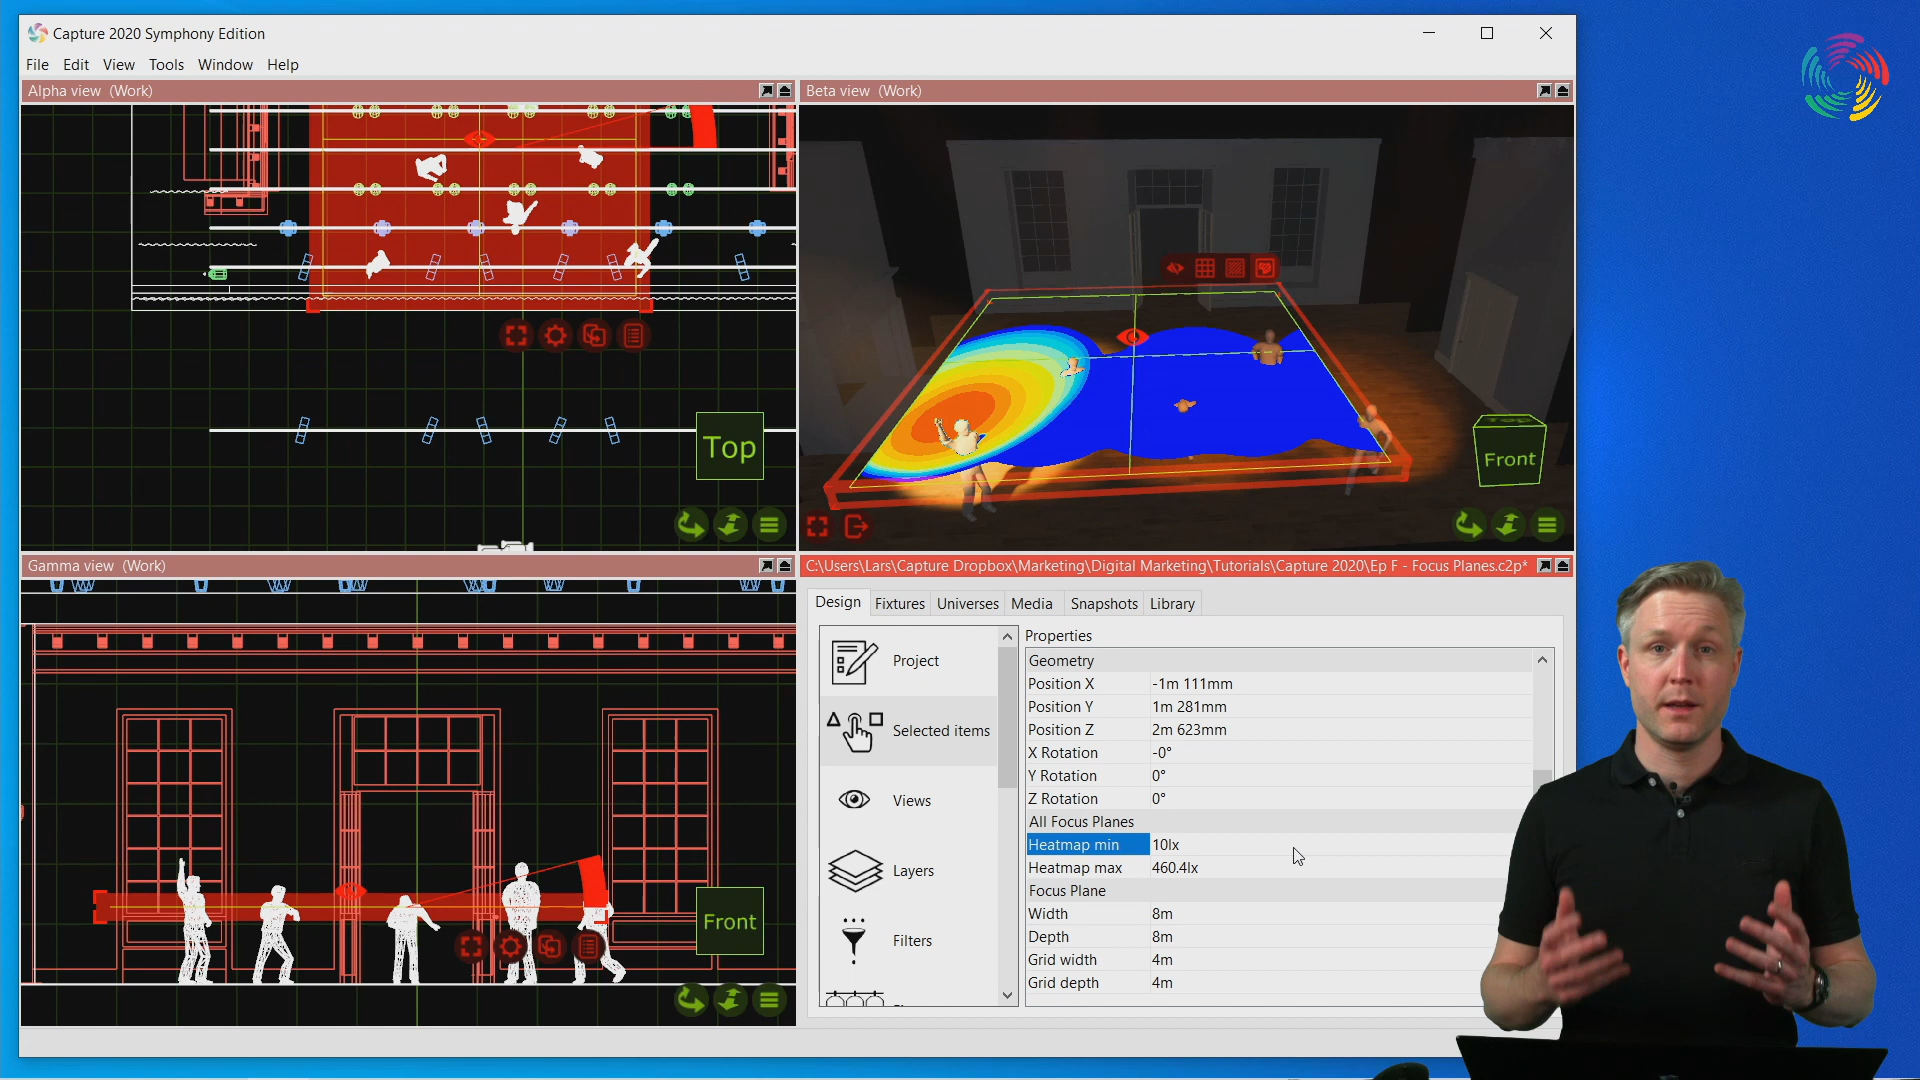 Capture 2020 Symphony Edition
File Edit View Tools Window Help
Alpha view (Work)
Beta view (Work)
Top
Front
Gamma view (Work)
Front
C:\Users\Lars\Capture Dropbox\Marketing\Digital Marketing\Tutorials\Capture 2020\Ep F - Focus Planes.c2p*
Design Fixtures Universes Media Snapshots Library
Project
Selected items
Views
Layers
Filters
Properties
Geometry
Position X -1m 111mm
Position Y 1m 281mm
Position Z 2m 623mm
X Rotation -0°
Y Rotation 0°
Z Rotation 0°
All Focus Planes
Heatmap min 10lx
Heatmap max 460.4lx
Focus Plane
Width 8m
Depth 8m
Grid width 4m
Grid depth 4m